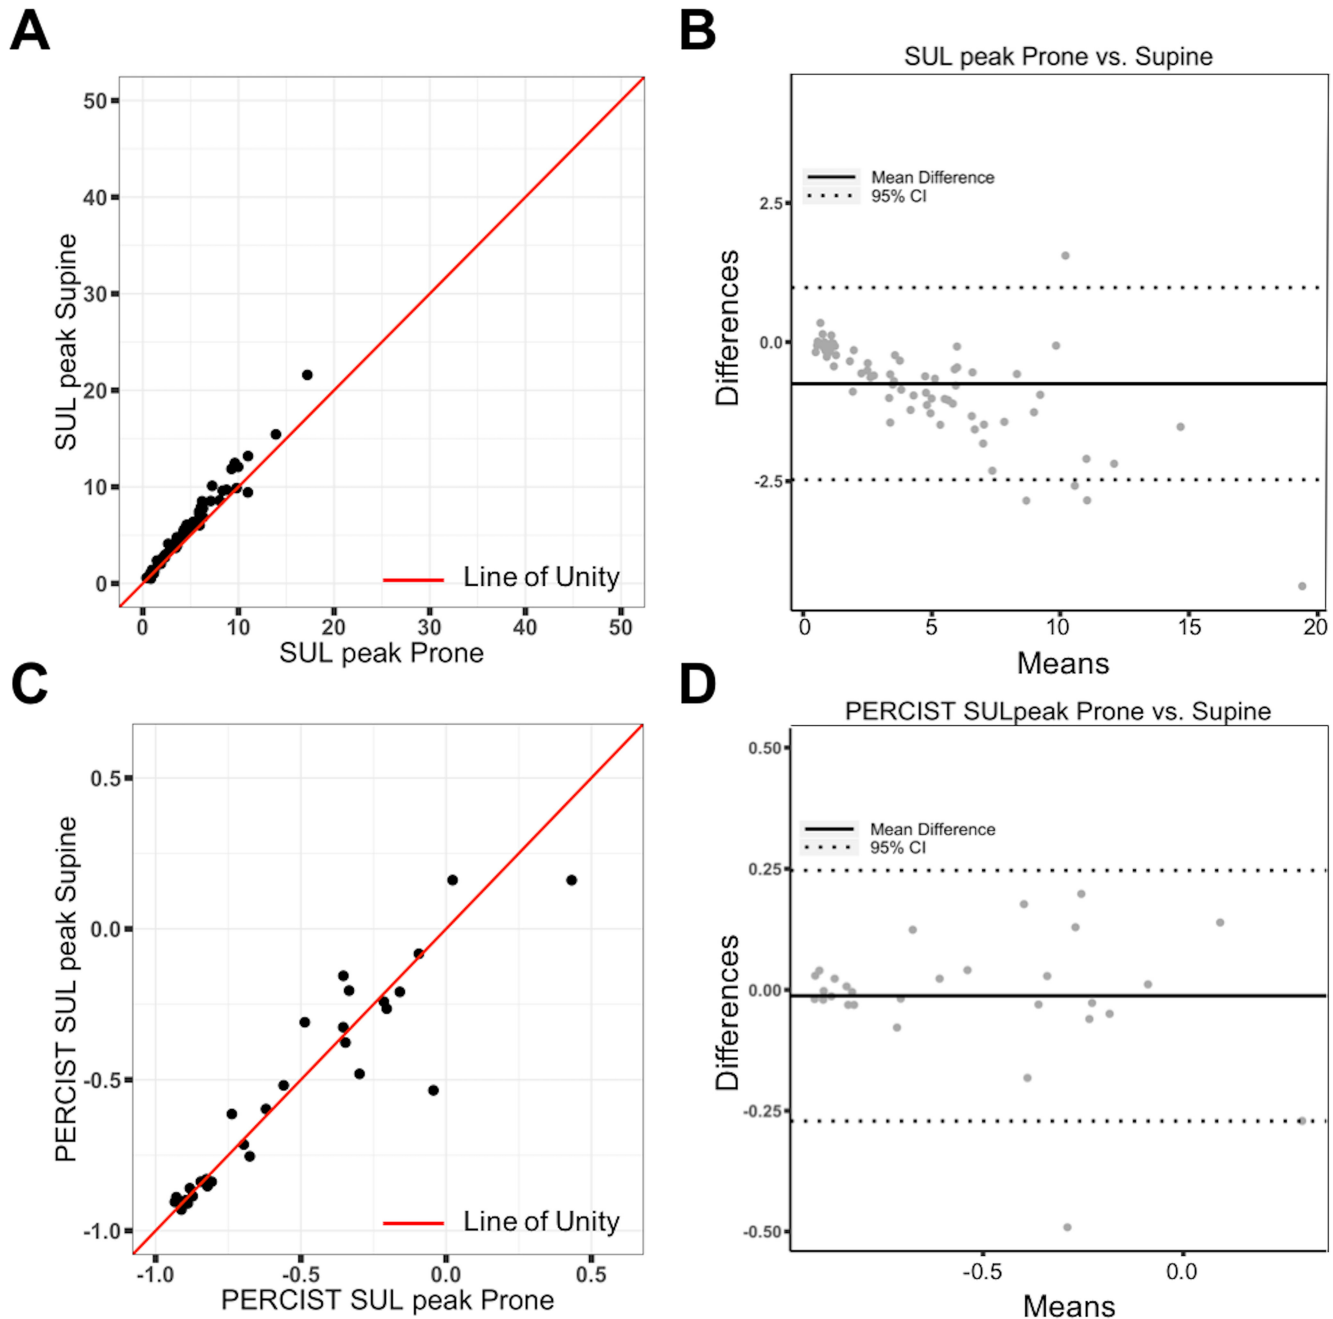 A
50
40
30
20
10
0
SUL peak Supine
Line of Unity
0 10 20 30 40 50
SUL peak Prone
B
SUL peak Prone vs. Supine
Mean Difference
95% CI
2.5
0.0
-2.5
Differences
0 5 10 15 20
Means
C
0.5
0.0
-0.5
-1.0
PERCIST SUL peak Supine
Line of Unity
-1.0 -0.5 0.0 0.5
PERCIST SUL peak Prone
D
PERCIST SULpeak Prone vs. Supine
0.50
Mean Difference
95% CI
0.25
0.00
-0.25
-0.50
Differences
-0.5 0.0
Means